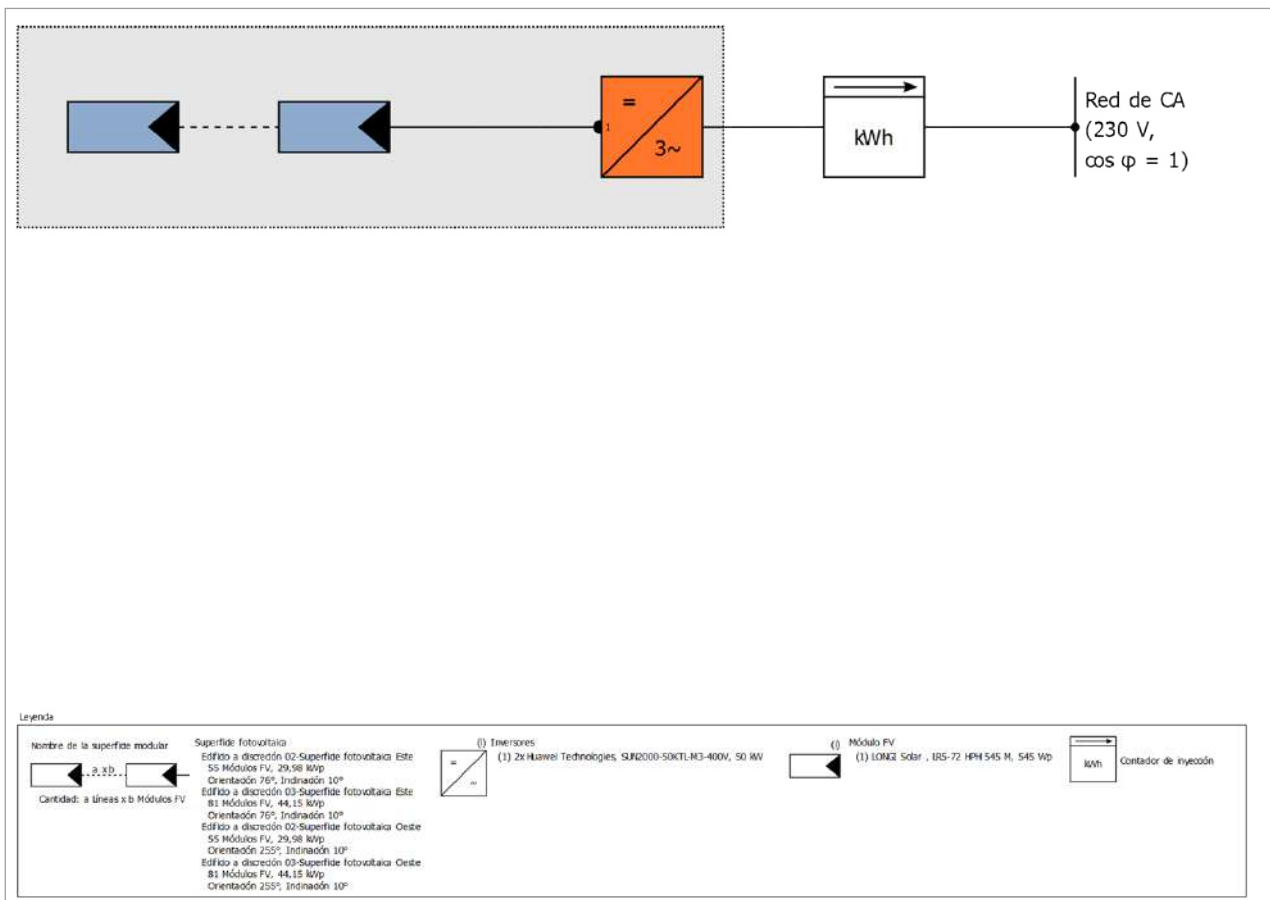 =
1
3~
kWh
Red de CA
(230 V,
cos φ = 1)
Leyenda
Nombre de la superficie modular
a x b
Cantidad: a Líneas x b Módulos FV
Superficie fotovoltaica
Edificio a discreción 02-Superficie fotovoltaica Este
55 Módulos FV, 29,98 kWp
Orientación 76°, Inclinación 10°
Edificio a discreción 03-Superficie fotovoltaica Este
81 Módulos FV, 44,15 kWp
Orientación 76°, Inclinación 10°
Edificio a discreción 02-Superficie fotovoltaica Oeste
55 Módulos FV, 29,98 kWp
Orientación 255°, Inclinación 10°
Edificio a discreción 03-Superficie fotovoltaica Oeste
81 Módulos FV, 44,15 kWp
Orientación 255°, Inclinación 10°
=
~
(i) Inversores
(1) 2x Huawei Technologies, SUN2000-50KTL-M3-400V, 50 kW
(i) Módulo FV
(1) LONGi Solar , LR5-72 HPH 545 M, 545 Wp
kWh
Contador de inyección